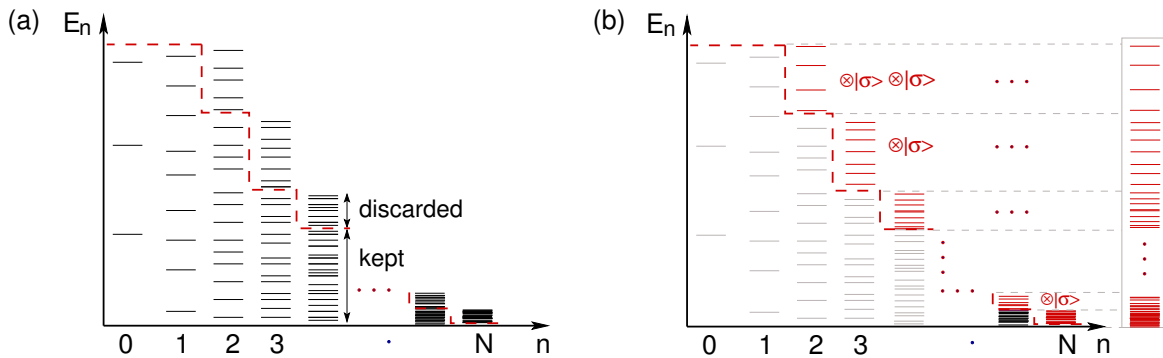 (a)
Eₙ
discarded
kept
. . .
0 1 2 3 N n
(b)
Eₙ
⊗|σ> ⊗|σ> . . .
⊗|σ> . . .
. . .
. . .
⊗|σ>
0 1 2 3 N n